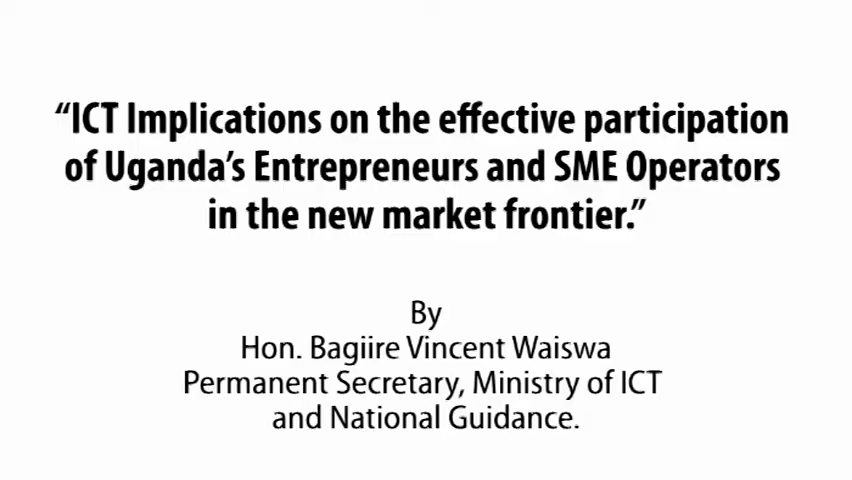 “ICT Implications on the effective participation
of Uganda’s Entrepreneurs and SME Operators
in the new market frontier.”
By
Hon. Bagiire Vincent Waiswa
Permanent Secretary, Ministry of ICT
and National Guidance.